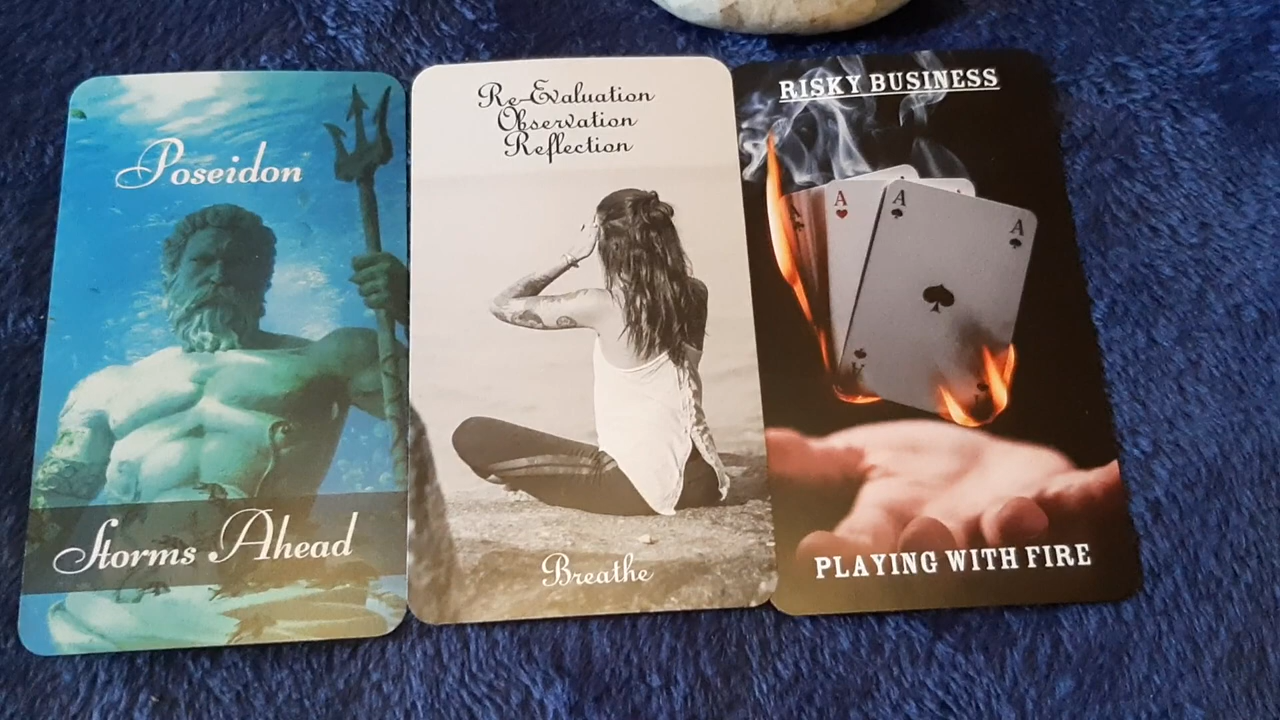 Poseidon
Storms Ahead
Re-Evaluation
Observation
Reflection
Breathe
RISKY BUSINESS
A
A
A
A
A
PLAYING WITH FIRE